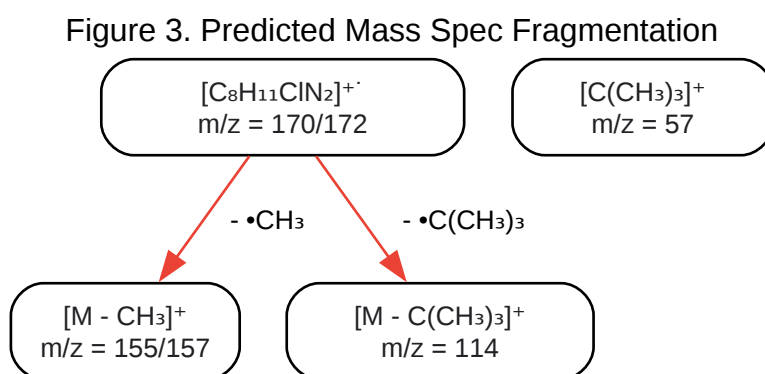 Figure 3. Predicted Mass Spec Fragmentation
[C₈H₁₁ClN₂]⁺˙
m/z = 170/172
[C(CH₃)₃]⁺
m/z = 57
- •CH₃
- •C(CH₃)₃
[M - CH₃]⁺
m/z = 155/157
[M - C(CH₃)₃]⁺
m/z = 114